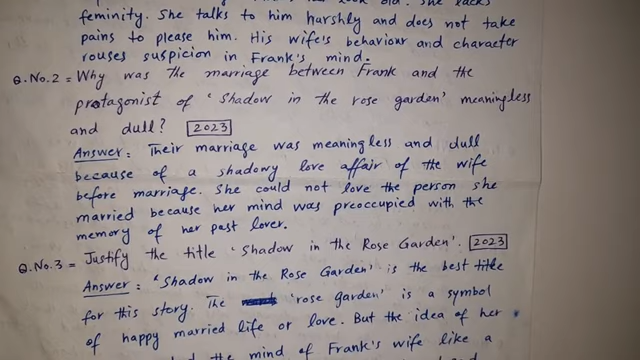 feminity. She talks to him harshly and does not take
pains to please him. His wife's behaviour and character
rouses suspicion in Frank's mind.
Q.No.2 = Why was the marriage between Frank and the
protagonist of 'Shadow in the rose garden' meaningless
and dull? 2023
Answer: Their marriage was meaningless and dull
because of a shadowy love affair of the wife
before marriage. She could not love the person she
married because her mind was preoccupied with the
memory of her past lover.
Q.No.3 = Justify the title 'Shadow in the Rose Garden'. 2023
Answer: 'Shadow in the Rose Garden' is the best title
for this story. The 'rose garden' is a symbol
of happy married life or love. But the idea of her
the mind of Frank's wife like a